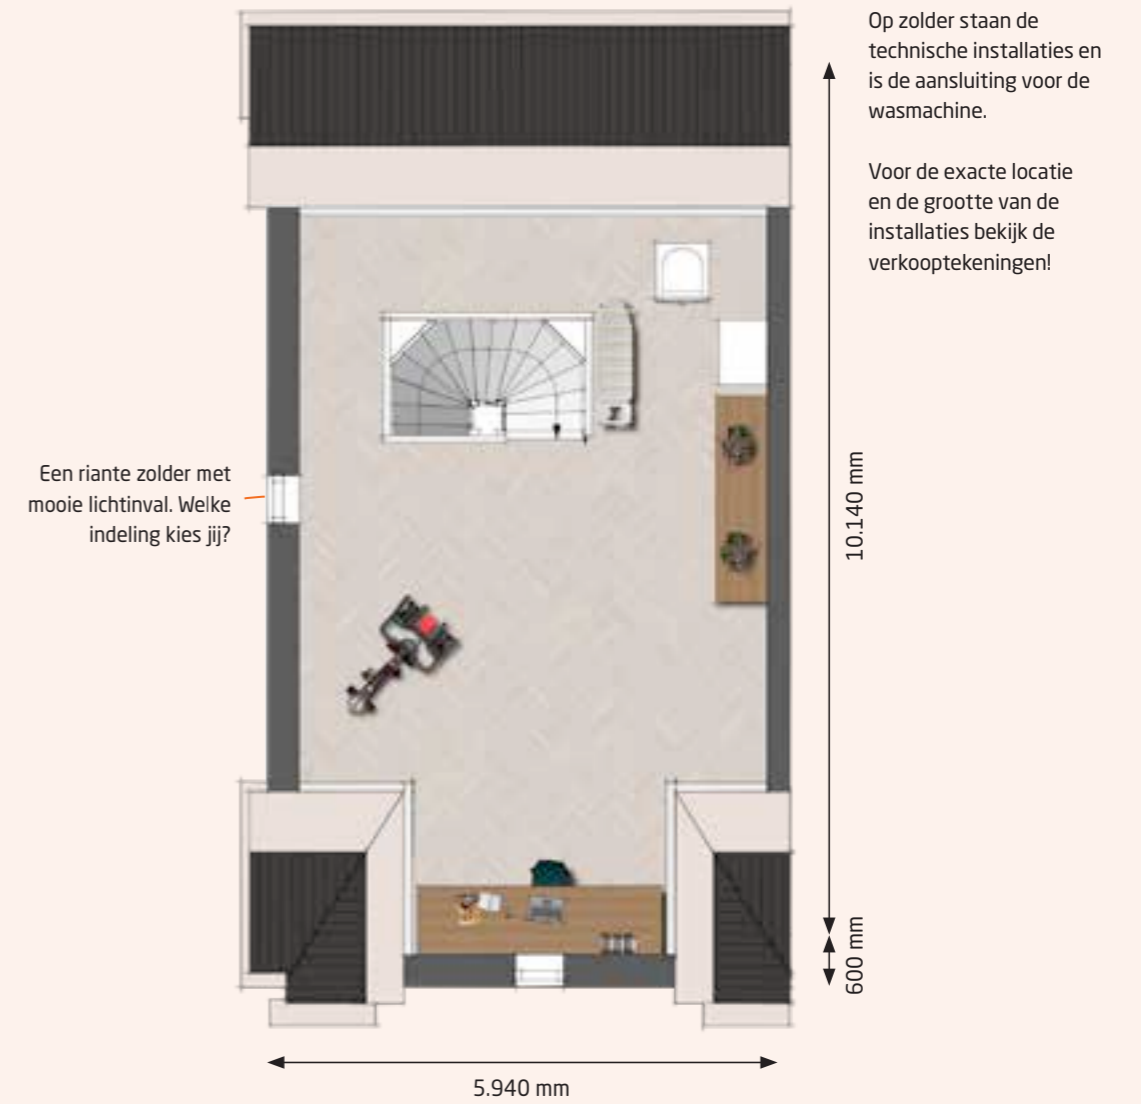 Op zolder staan de
technische installaties en
is de aansluiting voor de
wasmachine.
Voor de exacte locatie
en de grootte van de
installaties bekijk de
verkooptekeningen!
Een riante zolder met
mooie lichtinval. Welke
indeling kies jij?
10.140 mm
600 mm
5.940 mm